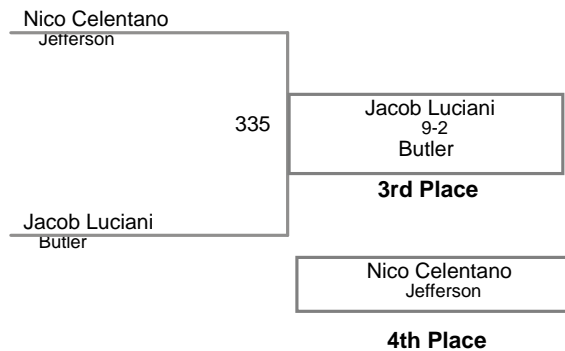 Nico Celentano
Jefferson
335
Jacob Luciani
9-2
Butler
3rd Place
Jacob Luciani
Butler
Nico Celentano
Jefferson
4th Place